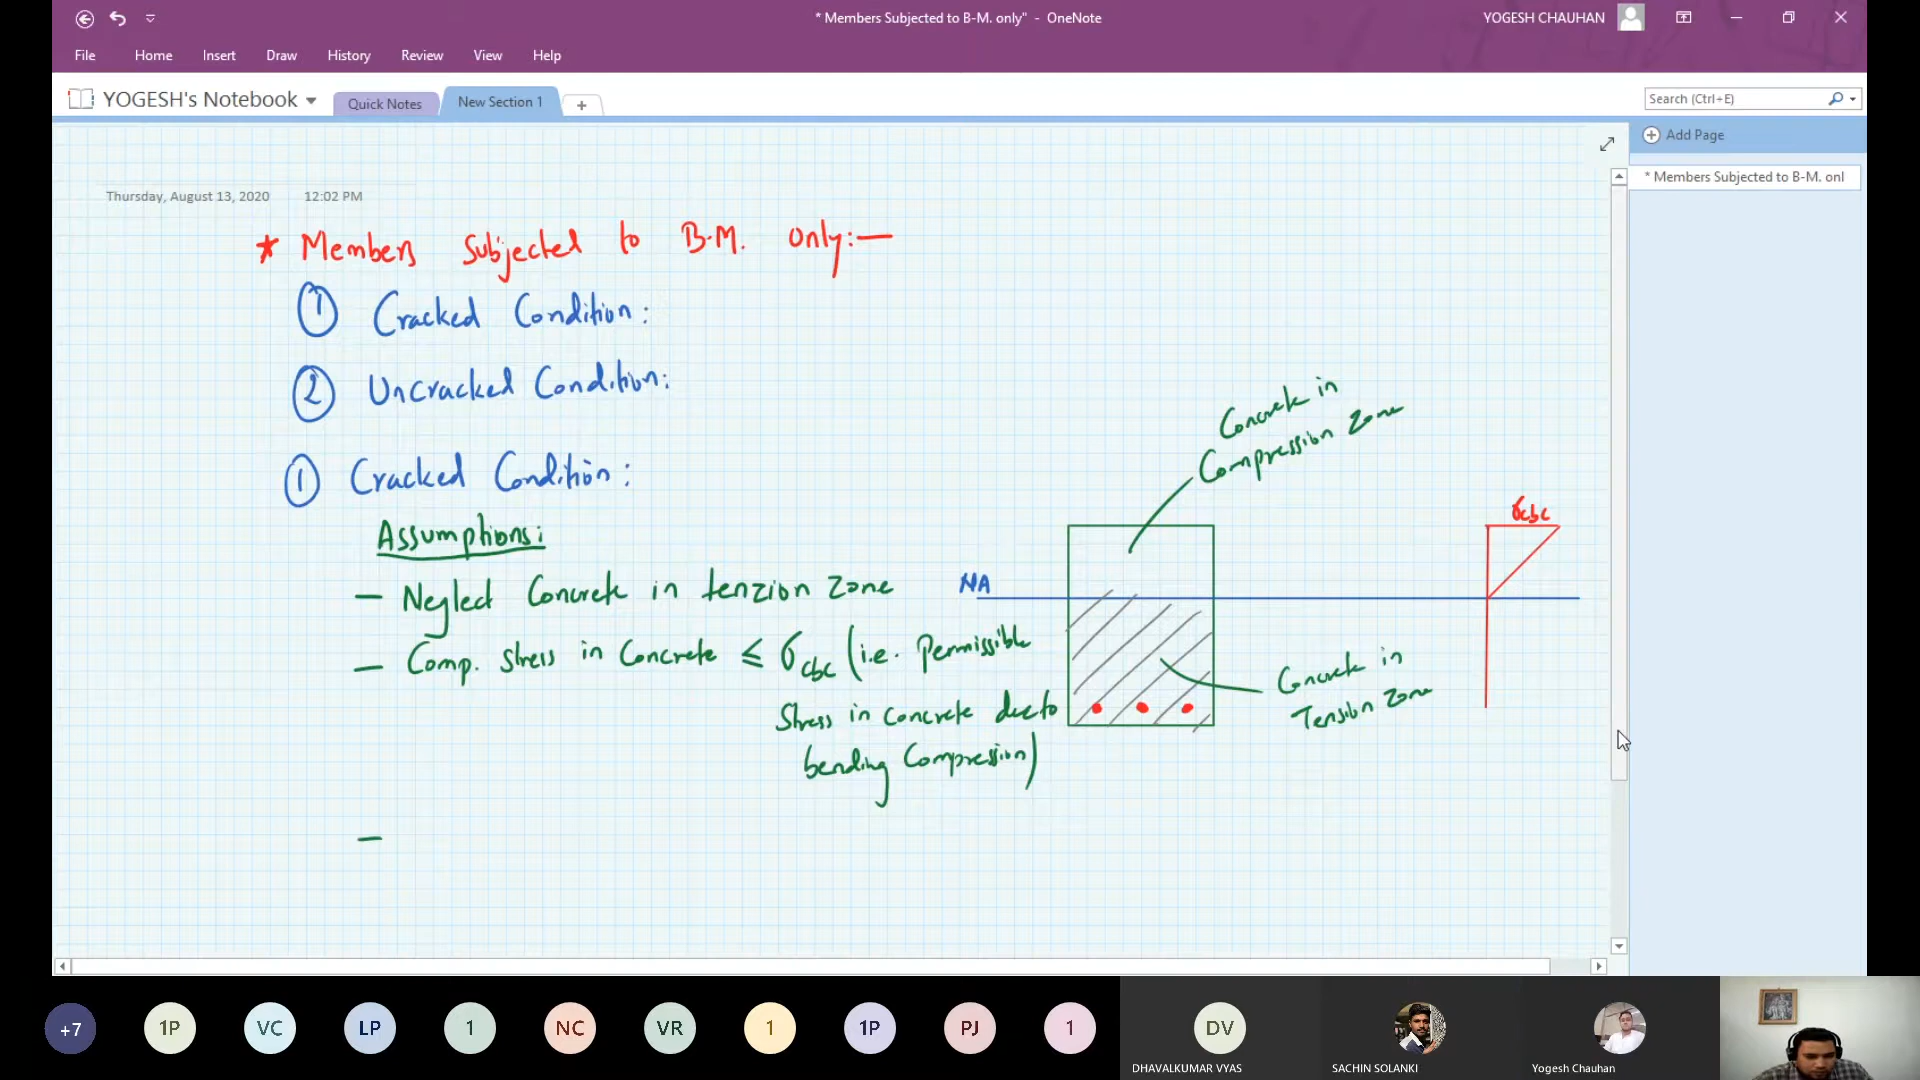 * Members Subjected to B-M. only" - OneNote
YOGESH CHAUHAN
File Home Insert Draw History Review View Help
YOGESH's Notebook Quick Notes New Section 1 +
Search (Ctrl+E)
Add Page
* Members Subjected to B-M. onl
Thursday, August 13, 2020 12:02 PM
* Members Subjected to B-M. only:—
① Cracked Condition:
② Uncracked Condition:
① Cracked Condition:
Assumptions:
— Neglect Concrete in tenzion zone
— Comp. stress in Concrete ≤ σcbc (i.e. Permissible
Stress in concrete due to
bending Compression)
—
Concrete in
Compression zone
σcbc
NA
Concrete in
Tension zone
+7 1P VC LP 1 NC VR 1 1P PJ 1 DV
DHAVALKUMAR VYAS SACHIN SOLANKI Yogesh Chauhan